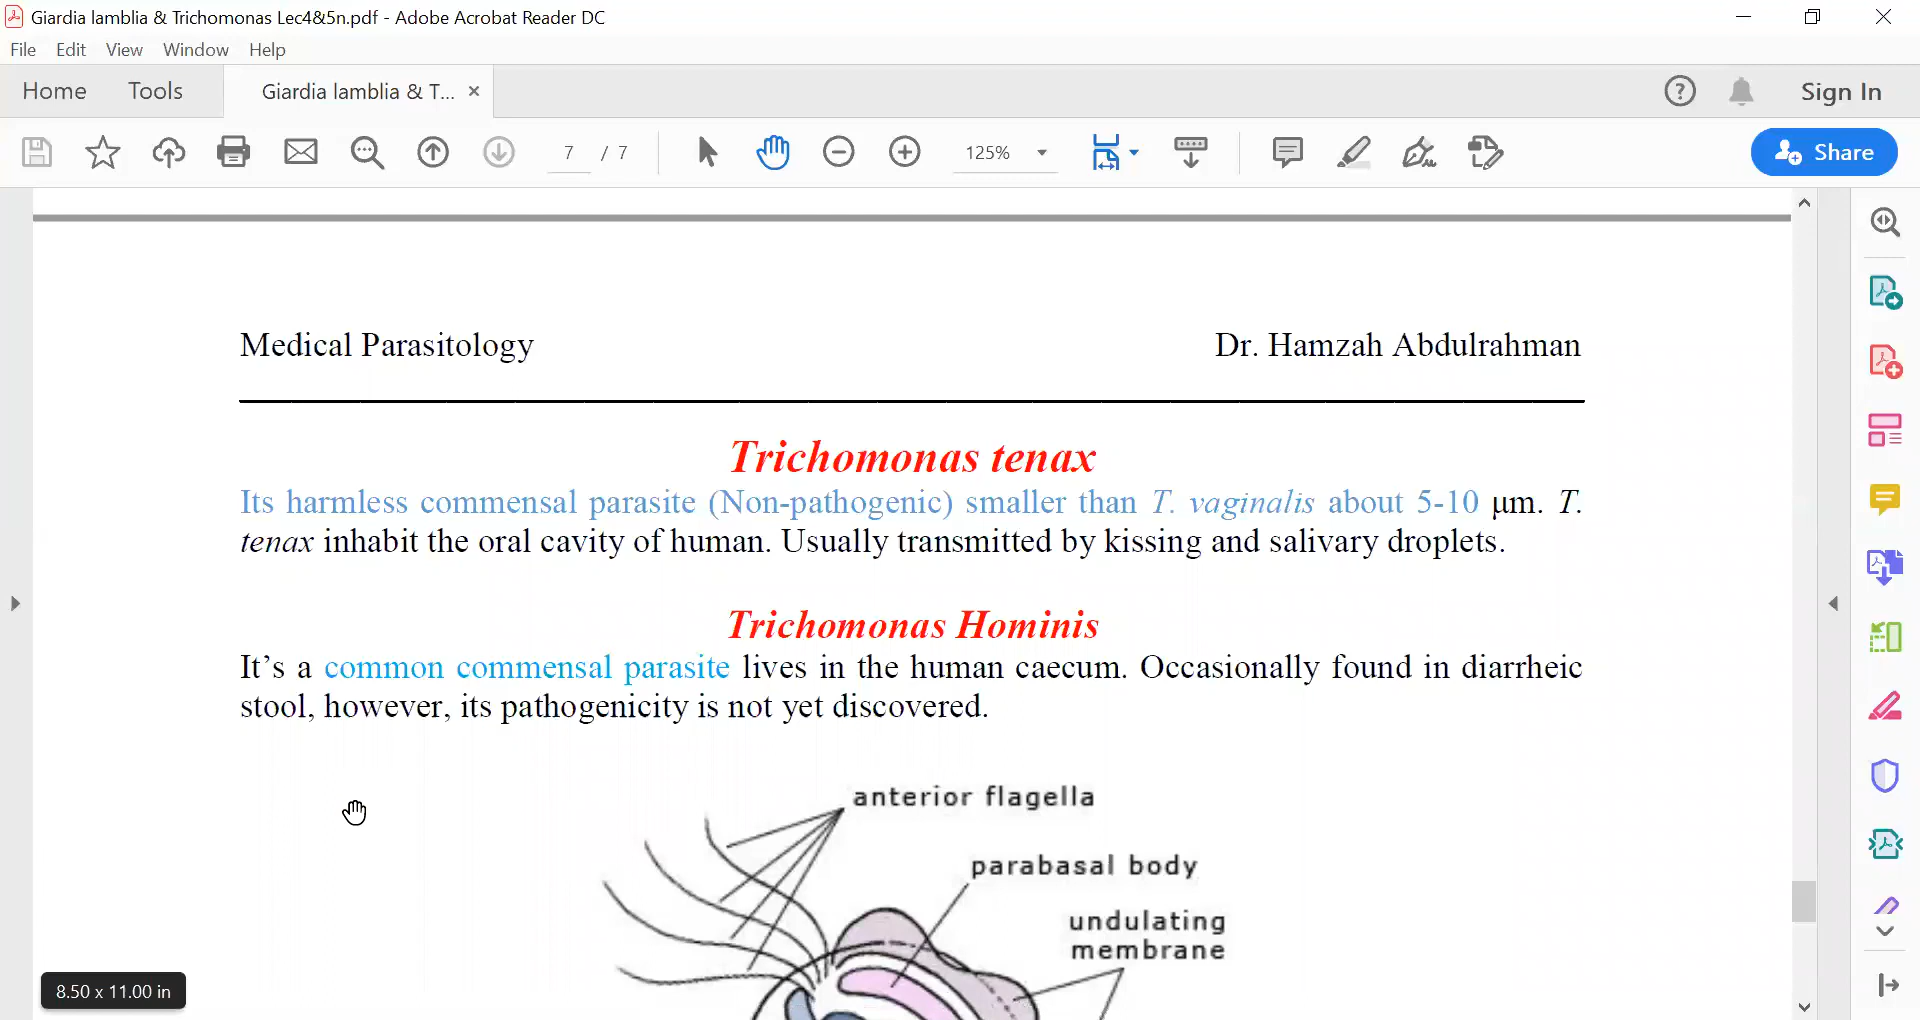 Giardia lamblia & Trichomonas Lec4&5n.pdf - Adobe Acrobat Reader DC
File Edit View Window Help
Home Tools Giardia lamblia & T... × Sign In
7 / 7 125% Share
Medical Parasitology Dr. Hamzah Abdulrahman
Trichomonas tenax
Its harmless commensal parasite (Non-pathogenic) smaller than T. vaginalis about 5-10 μm. T.
tenax inhabit the oral cavity of human. Usually transmitted by kissing and salivary droplets.
Trichomonas Hominis
It’s a common commensal parasite lives in the human caecum. Occasionally found in diarrheic
stool, however, its pathogenicity is not yet discovered.
anterior flagella
parabasal body
undulating
membrane
8.50 x 11.00 in